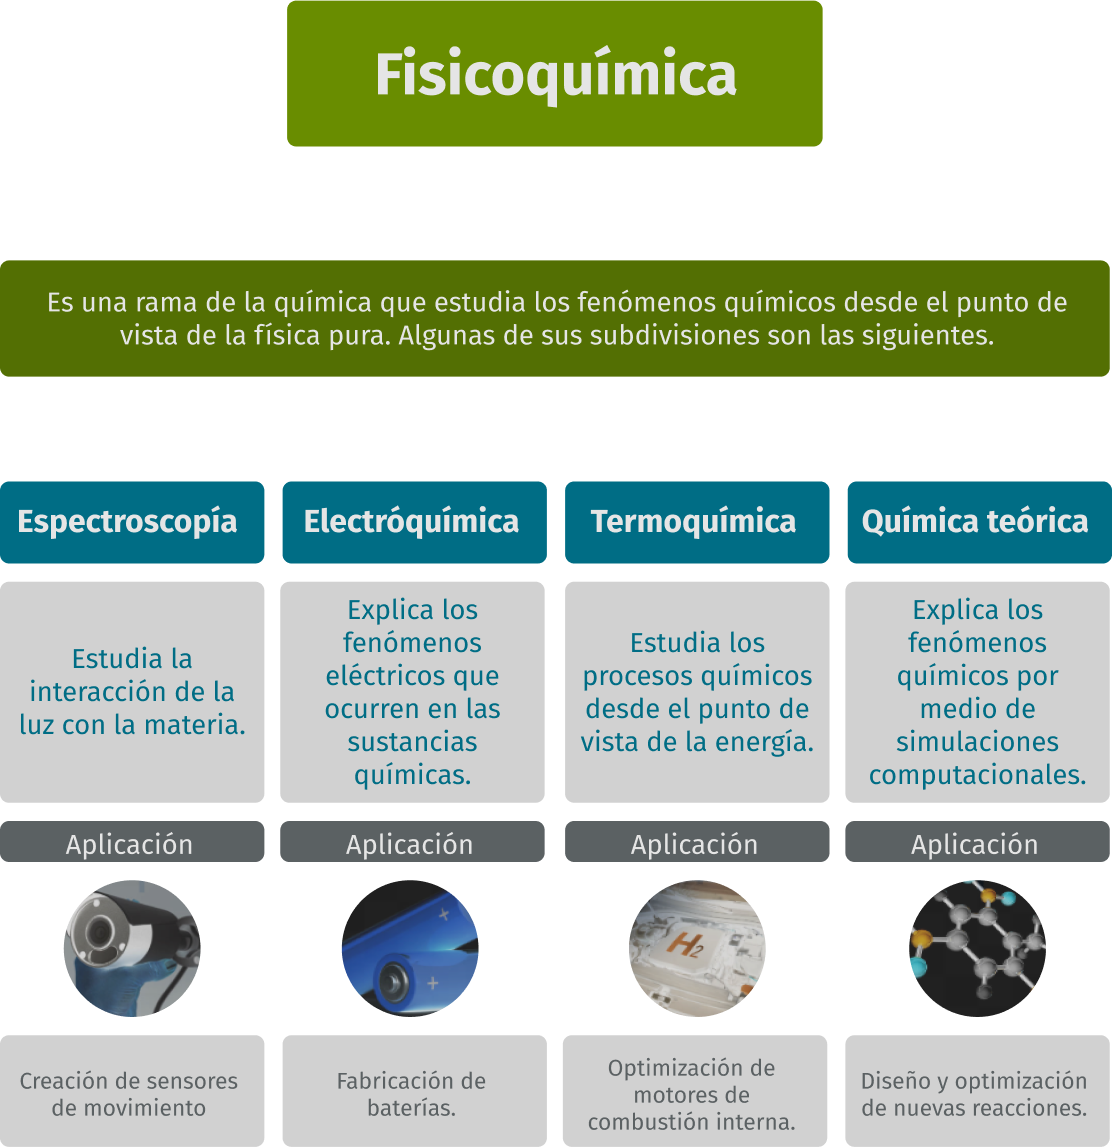 Fisicoquímica
Es una rama de la química que estudia los fenómenos químicos desde el punto de
vista de la física pura. Algunas de sus subdivisiones son las siguientes.
Espectroscopía
Electróquímica
Termoquímica
Química teórica
Estudia la
interacción de la
luz con la materia.
Explica los
fenómenos
eléctricos que
ocurren en las
sustancias
químicas.
Estudia los
procesos químicos
desde el punto de
vista de la energía.
Explica los
fenómenos
químicos por
medio de
simulaciones
computacionales.
Aplicación
Aplicación
Aplicación
Aplicación
+
+
H2
Creación de sensores
de movimiento
Fabricación de
baterías.
Optimización de
motores de
combustión interna.
Diseño y optimización
de nuevas reacciones.